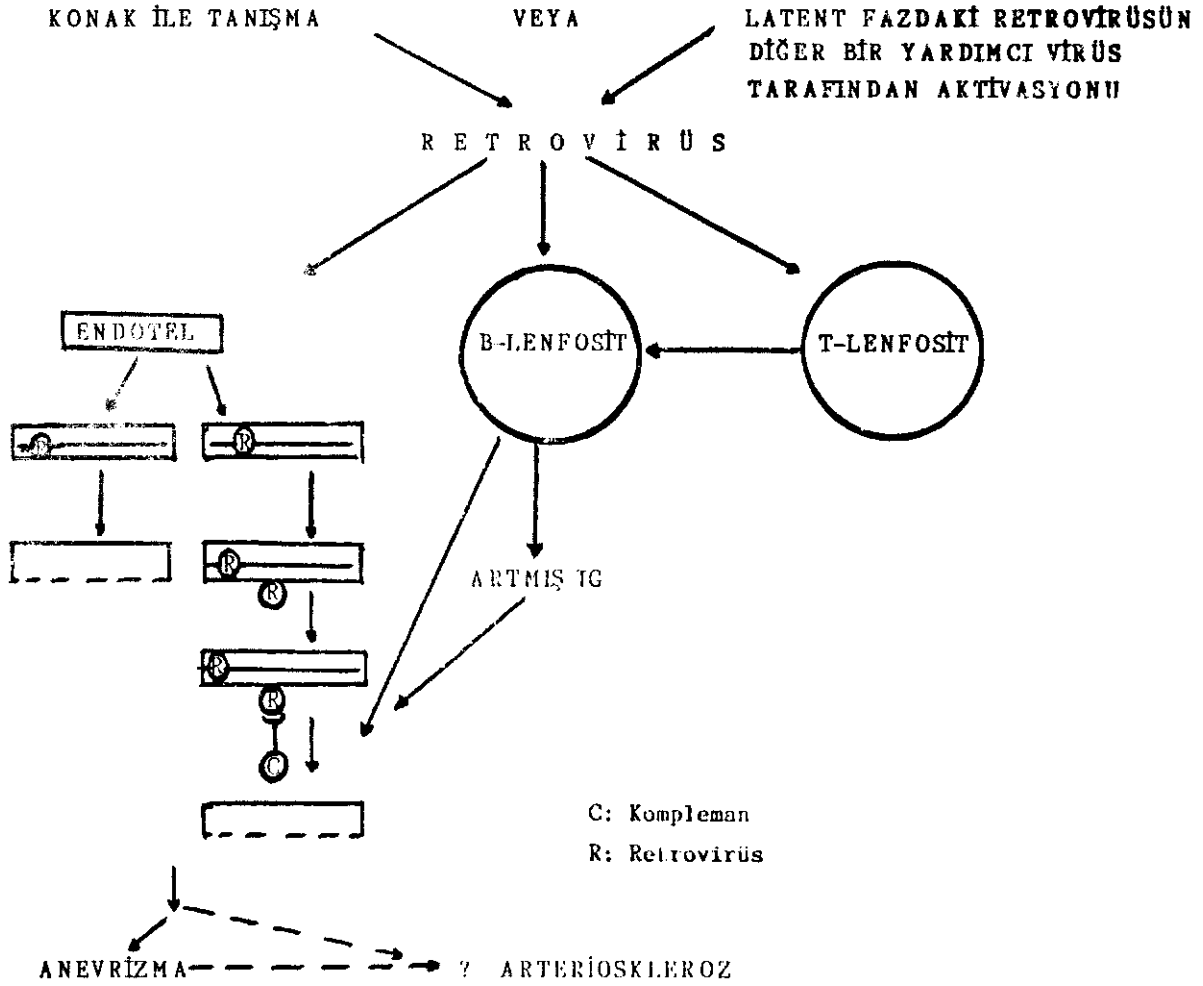 KONAK İLE TANIŞMA
VEYA
LATENT FAZDAKİ RETROVİRÜSÜN
DİĞER BİR YARDIMCI VİRÜS
TARAFINDAN AKTİVASYONU
RETROVİRÜS
ENDOTEL
B-LENFOSİT
T-LENFOSİT
R
R
R
R
ARTMIŞ IG
R
R
C
C: Kompleman
R: Retrovirüs
ANEVRİZMA
? ARTERİOSKLEROZ